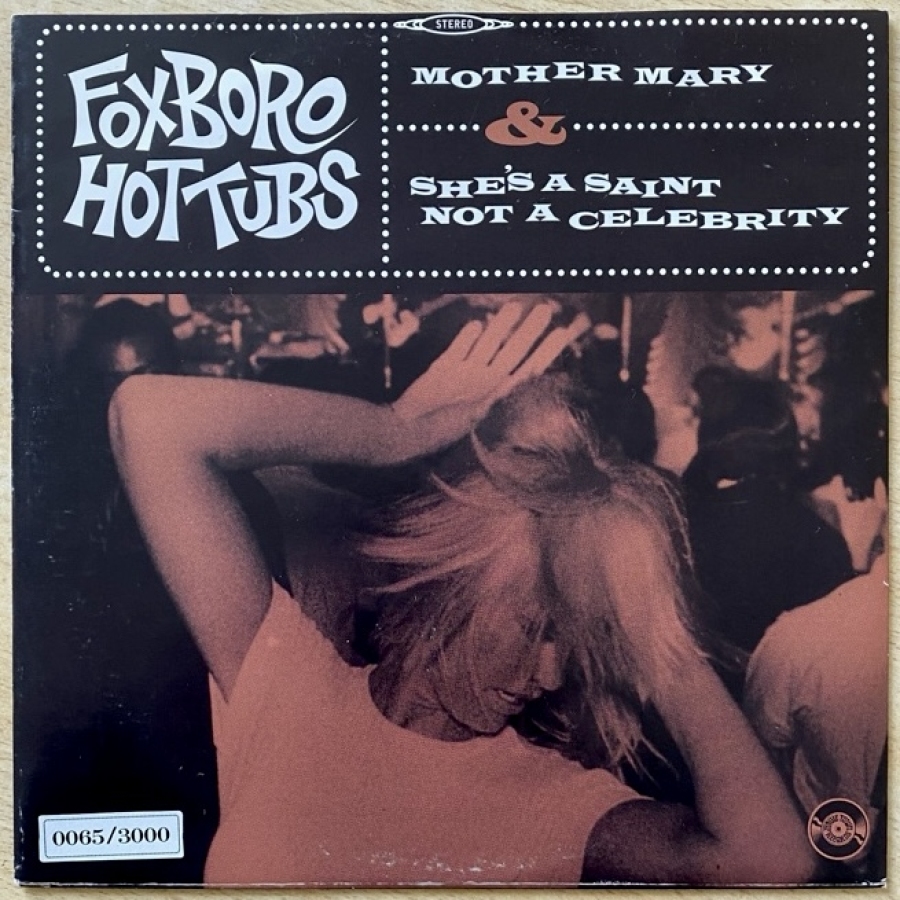 STEREO
FOXBORO
HOT TUBS
MOTHER MARY
&
SHE'S A SAINT
NOT A CELEBRITY
0065/3000